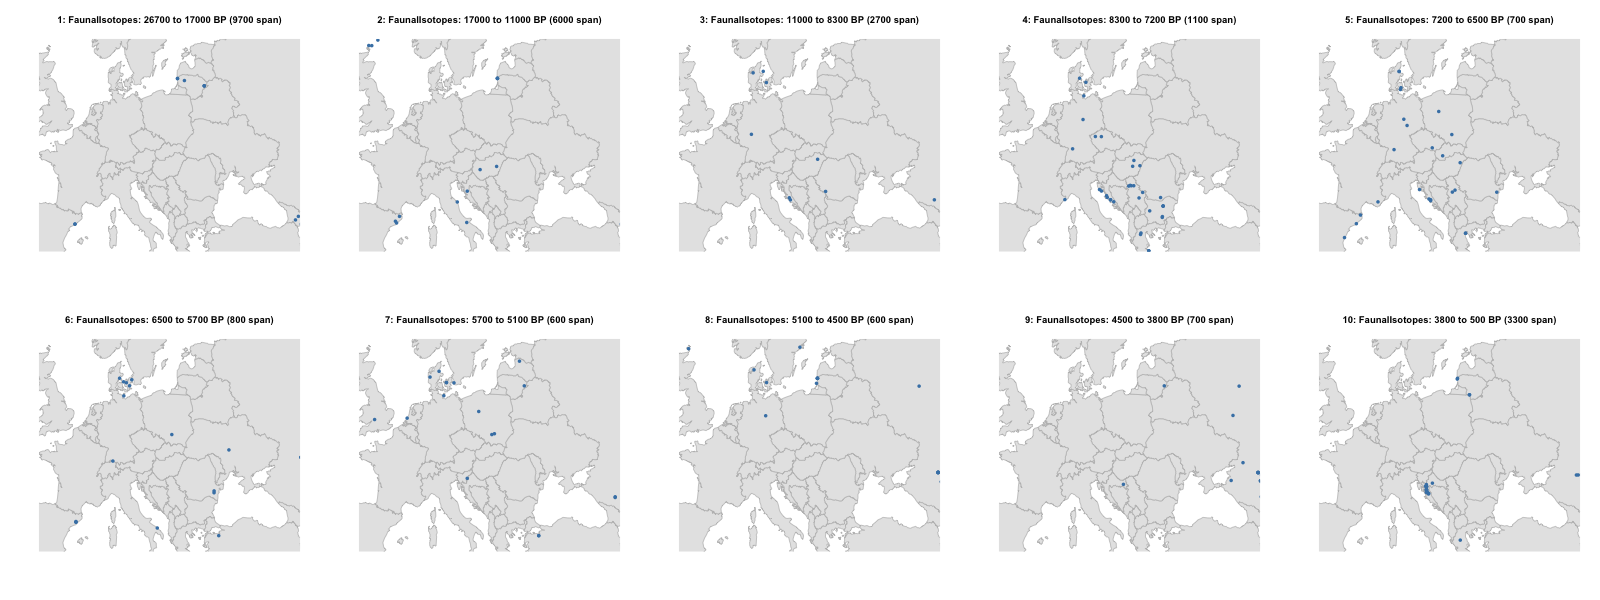 1: FaunalIsotopes: 26700 to 17000 BP (9700 span)
2: FaunalIsotopes: 17000 to 11000 BP (6000 span)
3: FaunalIsotopes: 11000 to 8300 BP (2700 span)
4: FaunalIsotopes: 8300 to 7200 BP (1100 span)
5: FaunalIsotopes: 7200 to 6500 BP (700 span)
6: FaunalIsotopes: 6500 to 5700 BP (800 span)
7: FaunalIsotopes: 5700 to 5100 BP (600 span)
8: FaunalIsotopes: 5100 to 4500 BP (600 span)
9: FaunalIsotopes: 4500 to 3800 BP (700 span)
10: FaunalIsotopes: 3800 to 500 BP (3300 span)